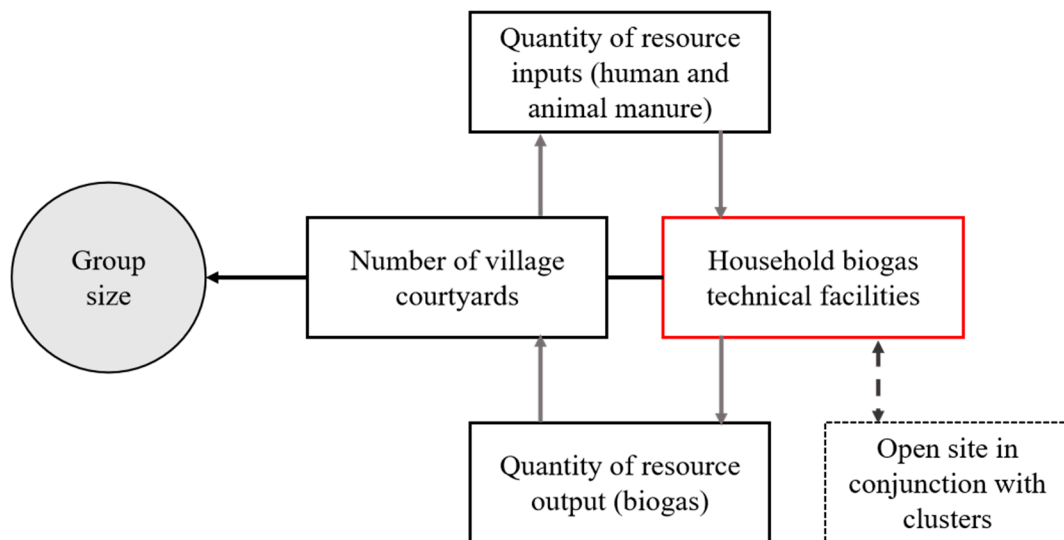 Quantity of resource
inputs (human and
animal manure)
Group
size
Number of village
courtyards
Household biogas
technical facilities
Quantity of resource
output (biogas)
Open site in
conjunction with
clusters